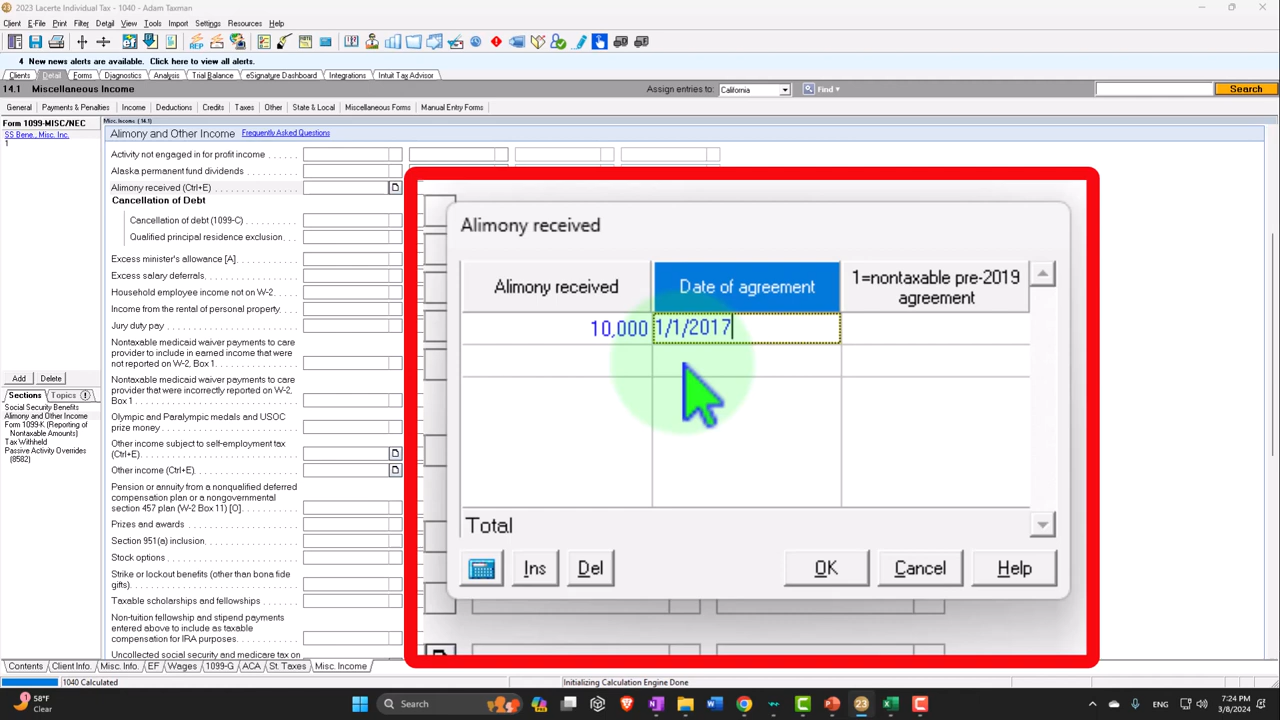 2023 Lacerte Individual Tax - 1040 - Adam Taxman
Client E-File Print Filter Detail View Tools Import Settings Resources Help
4 New news alerts are available. Click here to view all alerts.
Clients Detail Forms Diagnostics Analysis Trial Balance eSignature Dashboard Integrations Intuit Tax Advisor
14.1 Miscellaneous Income
Assign entries to: California
Find
Search
General Payments & Penalties Income Deductions Credits Taxes Other State & Local Miscellaneous Forms Manual Entry Forms
Form 1099-MISC/NEC
SS Bene., Misc. Inc.
1
Add Delete
Sections Topics
Social Security Benefits
Alimony and Other Income
Form 1099-K (Reporting of
Nontaxable Amounts)
Tax Withheld
Passive Activity Overrides
(8582)
Misc. Income (14.1)
Alimony and Other Income Frequently Asked Questions
Activity not engaged in for profit income
Alaska permanent fund dividends
Alimony received (Ctrl+E)
Cancellation of Debt
Cancellation of debt (1099-C)
Qualified principal residence exclusion
Excess minister's allowance [A]
Excess salary deferrals
Household employee income not on W-2
Income from the rental of personal property
Jury duty pay
Nontaxable medicaid waiver payments to care
provider to include in earned income that were
not reported on W-2, Box 1
Nontaxable medicaid waiver payments to care
provider that were incorrectly reported on W-2,
Box 1
Olympic and Paralympic medals and USOC
prize money
Other income subject to self-employment tax
(Ctrl+E)
Other income (Ctrl+E)
Pension or annuity from a nonqualified deferred
compensation plan or a nongovernmental
section 457 plan (W-2 Box 11) [O]
Prizes and awards
Section 951(a) inclusion
Stock options
Strike or lockout benefits (other than bona fide
gifts)
Taxable scholarships and fellowships
Non-tuition fellowship and stipend payments
entered above to include as taxable
compensation for IRA purposes
Uncollected social security and medicare tax on
Alimony received
Alimony received Date of agreement 1=nontaxable pre-2019
agreement
10,000 1/1/2017
Total
Ins Del OK Cancel Help
Contents Client Info. Misc. Info. EF Wages 1099-G ACA St. Taxes Misc. Income
1040 Calculated
Initializing Calculation Engine Done
58°F
Clear
Search
23
ENG
7:24 PM
3/8/2024